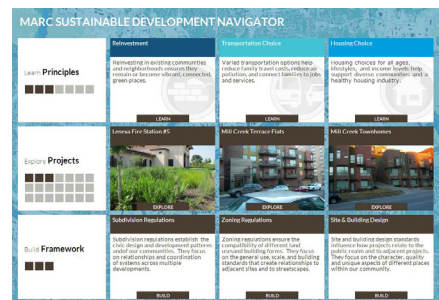 MARC SUSTAINABLE DEVELOPMENT NAVIGATOR
Reinvestment
Transportation Choice
Housing Choice
Learn Principles
Reinvesting in existing communities
and neighborhoods ensures they
remain or become vibrant, connected,
green places.
LEARN
Varied transportation options help
reduce family travel costs, reduce air
pollution, and connect families to jobs
and services.
LEARN
Housing choices for all ages,
lifestyles, and income levels help
support diverse communities and a
healthy housing industry.
LEARN
Explore Projects
Lenexa Fire Station #5
EXPLORE
Mill Creek Terrace Flats
EXPLORE
Mill Creek Townhomes
EXPLORE
Build Framework
Subdivision Regulations
Subdivision regulations establish the
civic design and development patterns
and of our communities. They focus
on relationships and coordination
of systems across multiple
developments.
BUILD
Zoning Regulations
Zoning regulations ensure the
compatibility of different land
uses and building forms. They focus
on the general use, scale, and building
standards that create relationships to
adjacent sites and to streetscapes.
BUILD
Site & Building Design
Site and building design standards
influence how projects relate to the
public realm and to adjacent projects.
They focus on the character, quality
and unique aspects of different places
within our community.
BUILD